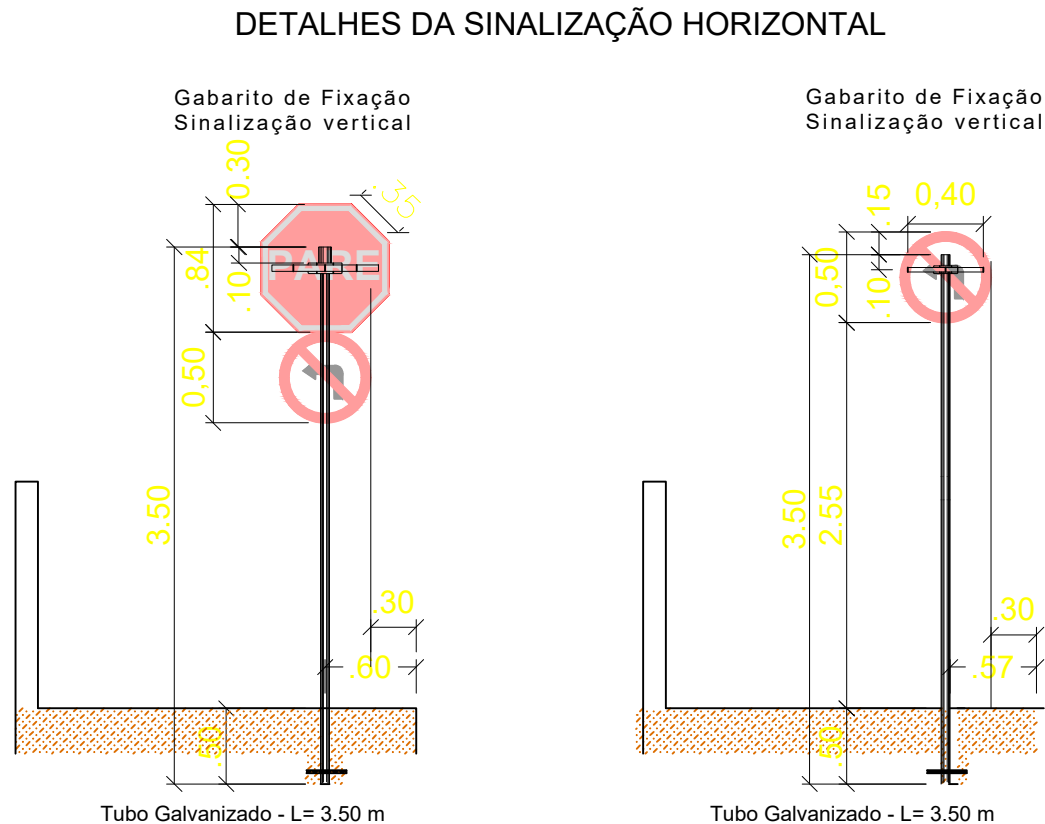 DETALHES DA SINALIZAÇÃO HORIZONTAL
Gabarito de Fixação
Sinalização vertical
0.30
.35
.84
.10
PARE
0,50
3.50
.30
.60
.50
Tubo Galvanizado - L= 3.50 m
Gabarito de Fixação
Sinalização vertical
.15
0,40
0,50
.10
3.50
2.55
.30
.57
.50
Tubo Galvanizado - L= 3.50 m